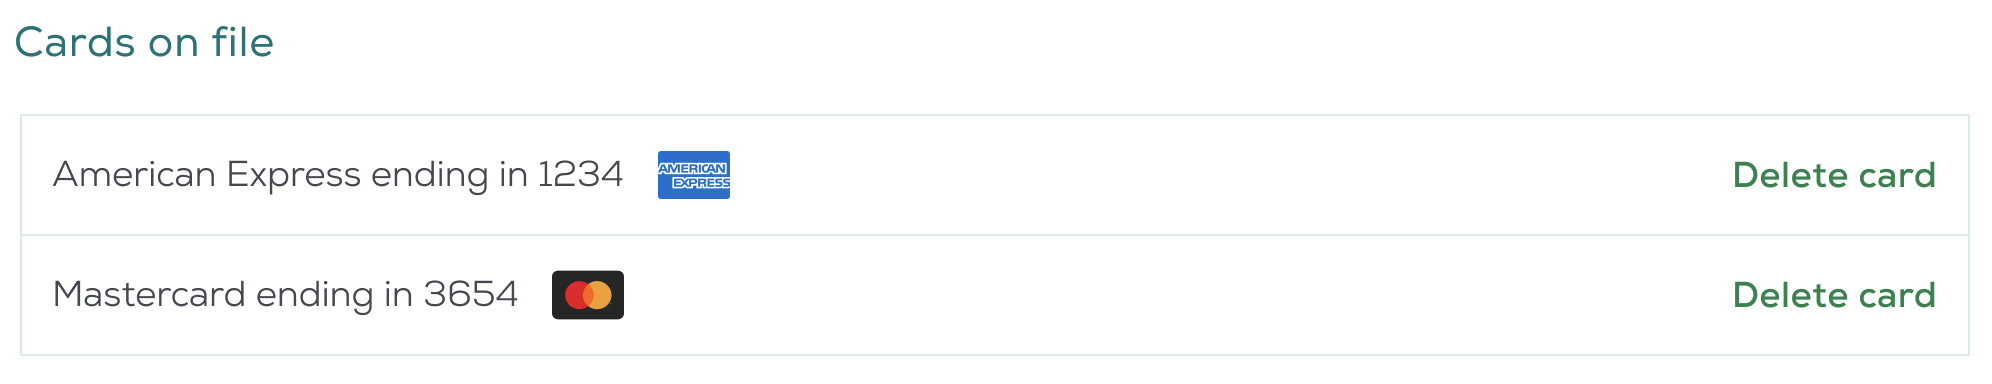 Cards on file
American Express ending in 1234 AMERICAN EXPRESS Delete card
Mastercard ending in 3654 Delete card